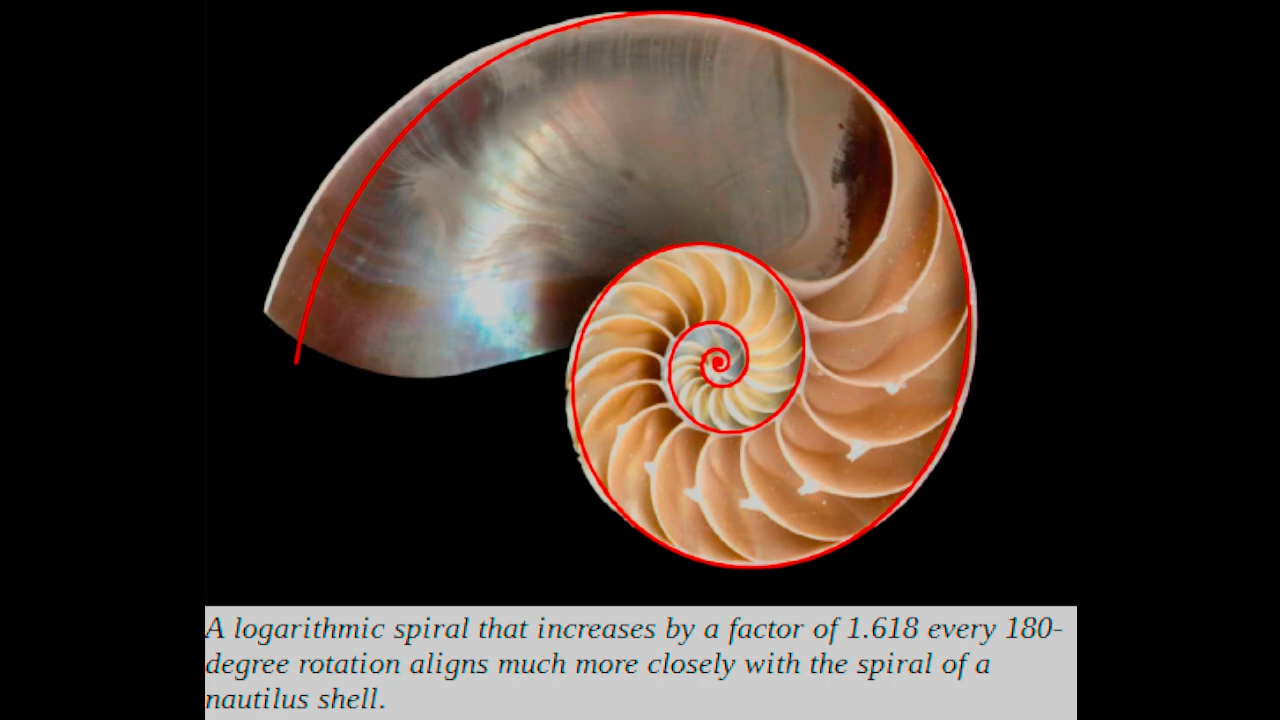 A logarithmic spiral that increases by a factor of 1.618 every 180-
degree rotation aligns much more closely with the spiral of a
nautilus shell.